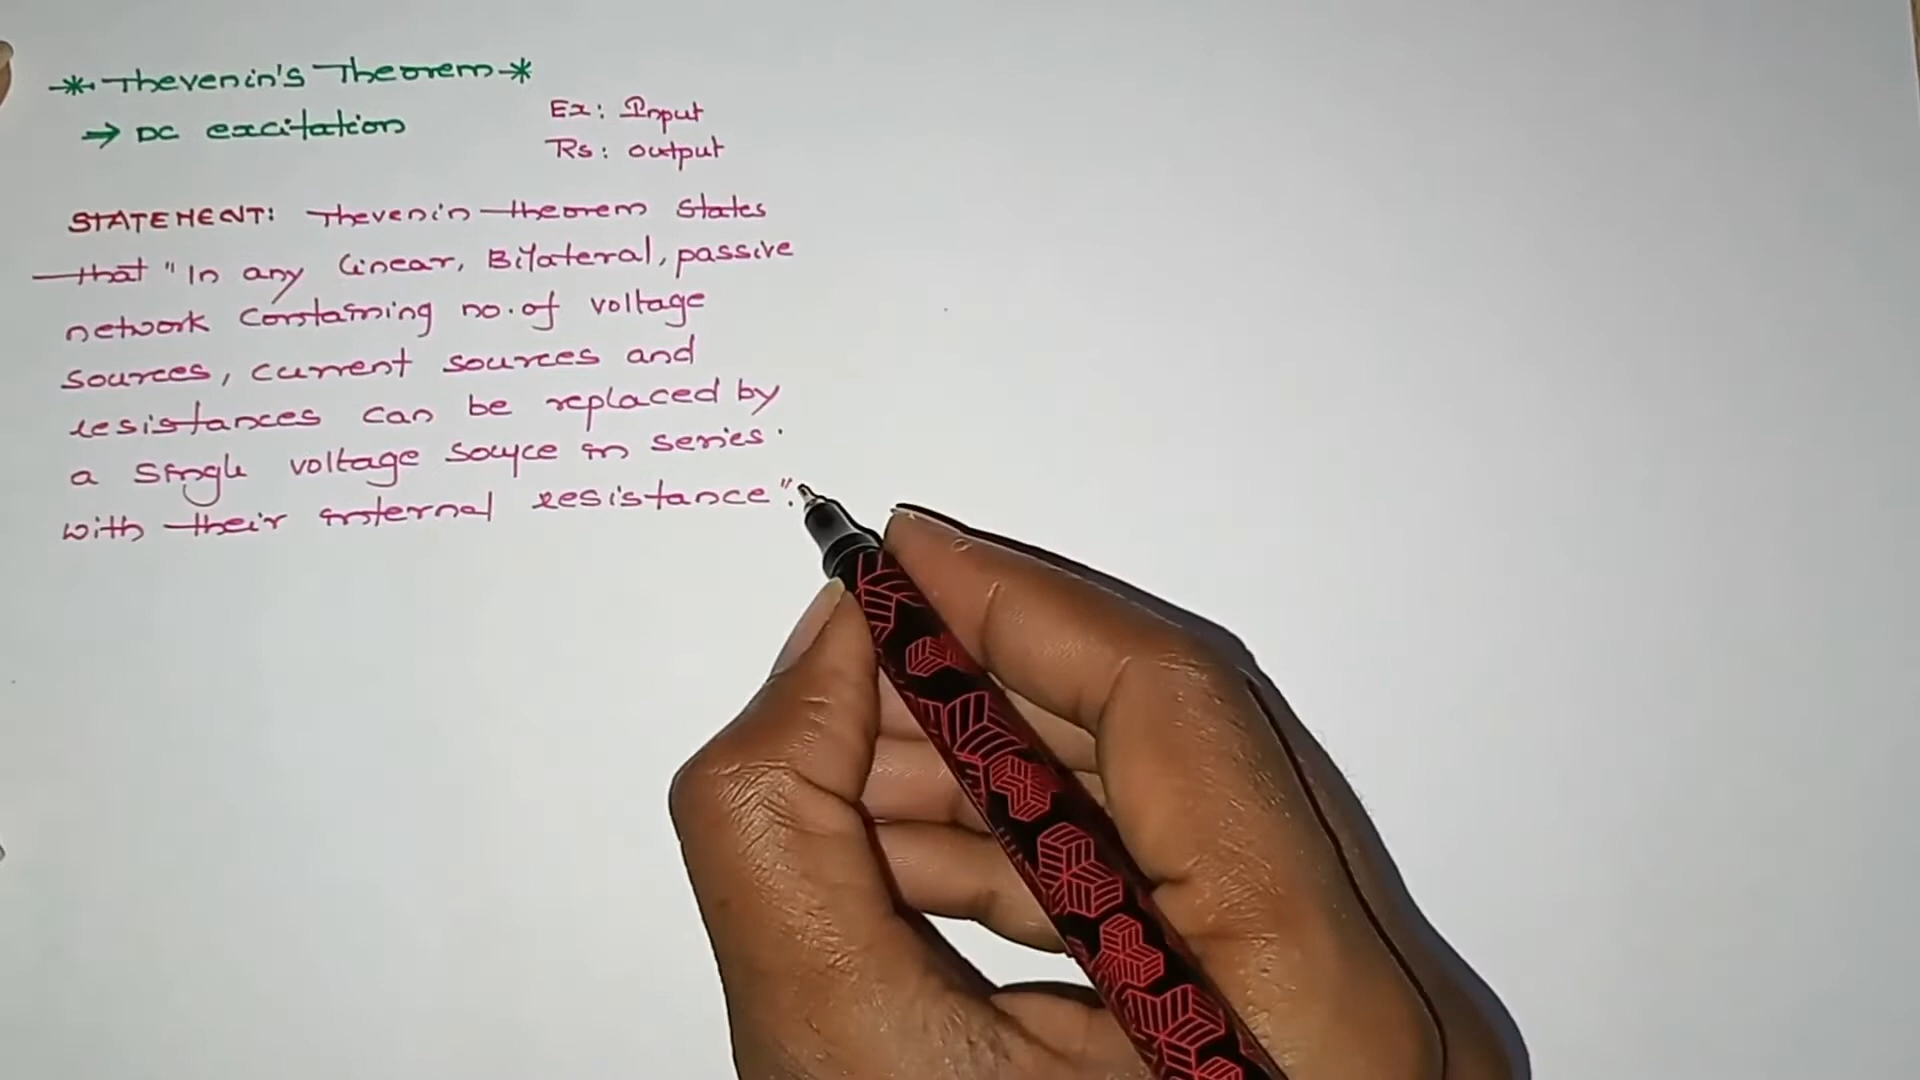 * Thevenin's Theorem *
→ DC excitation
Ex: Input
Rs: output
STATEMENT: Thevenin theorem states
that "In any linear, Bilateral, passive
network containing no. of voltage
sources, current sources and
resistances can be replaced by
a single voltage source in series
with their internal resistance".